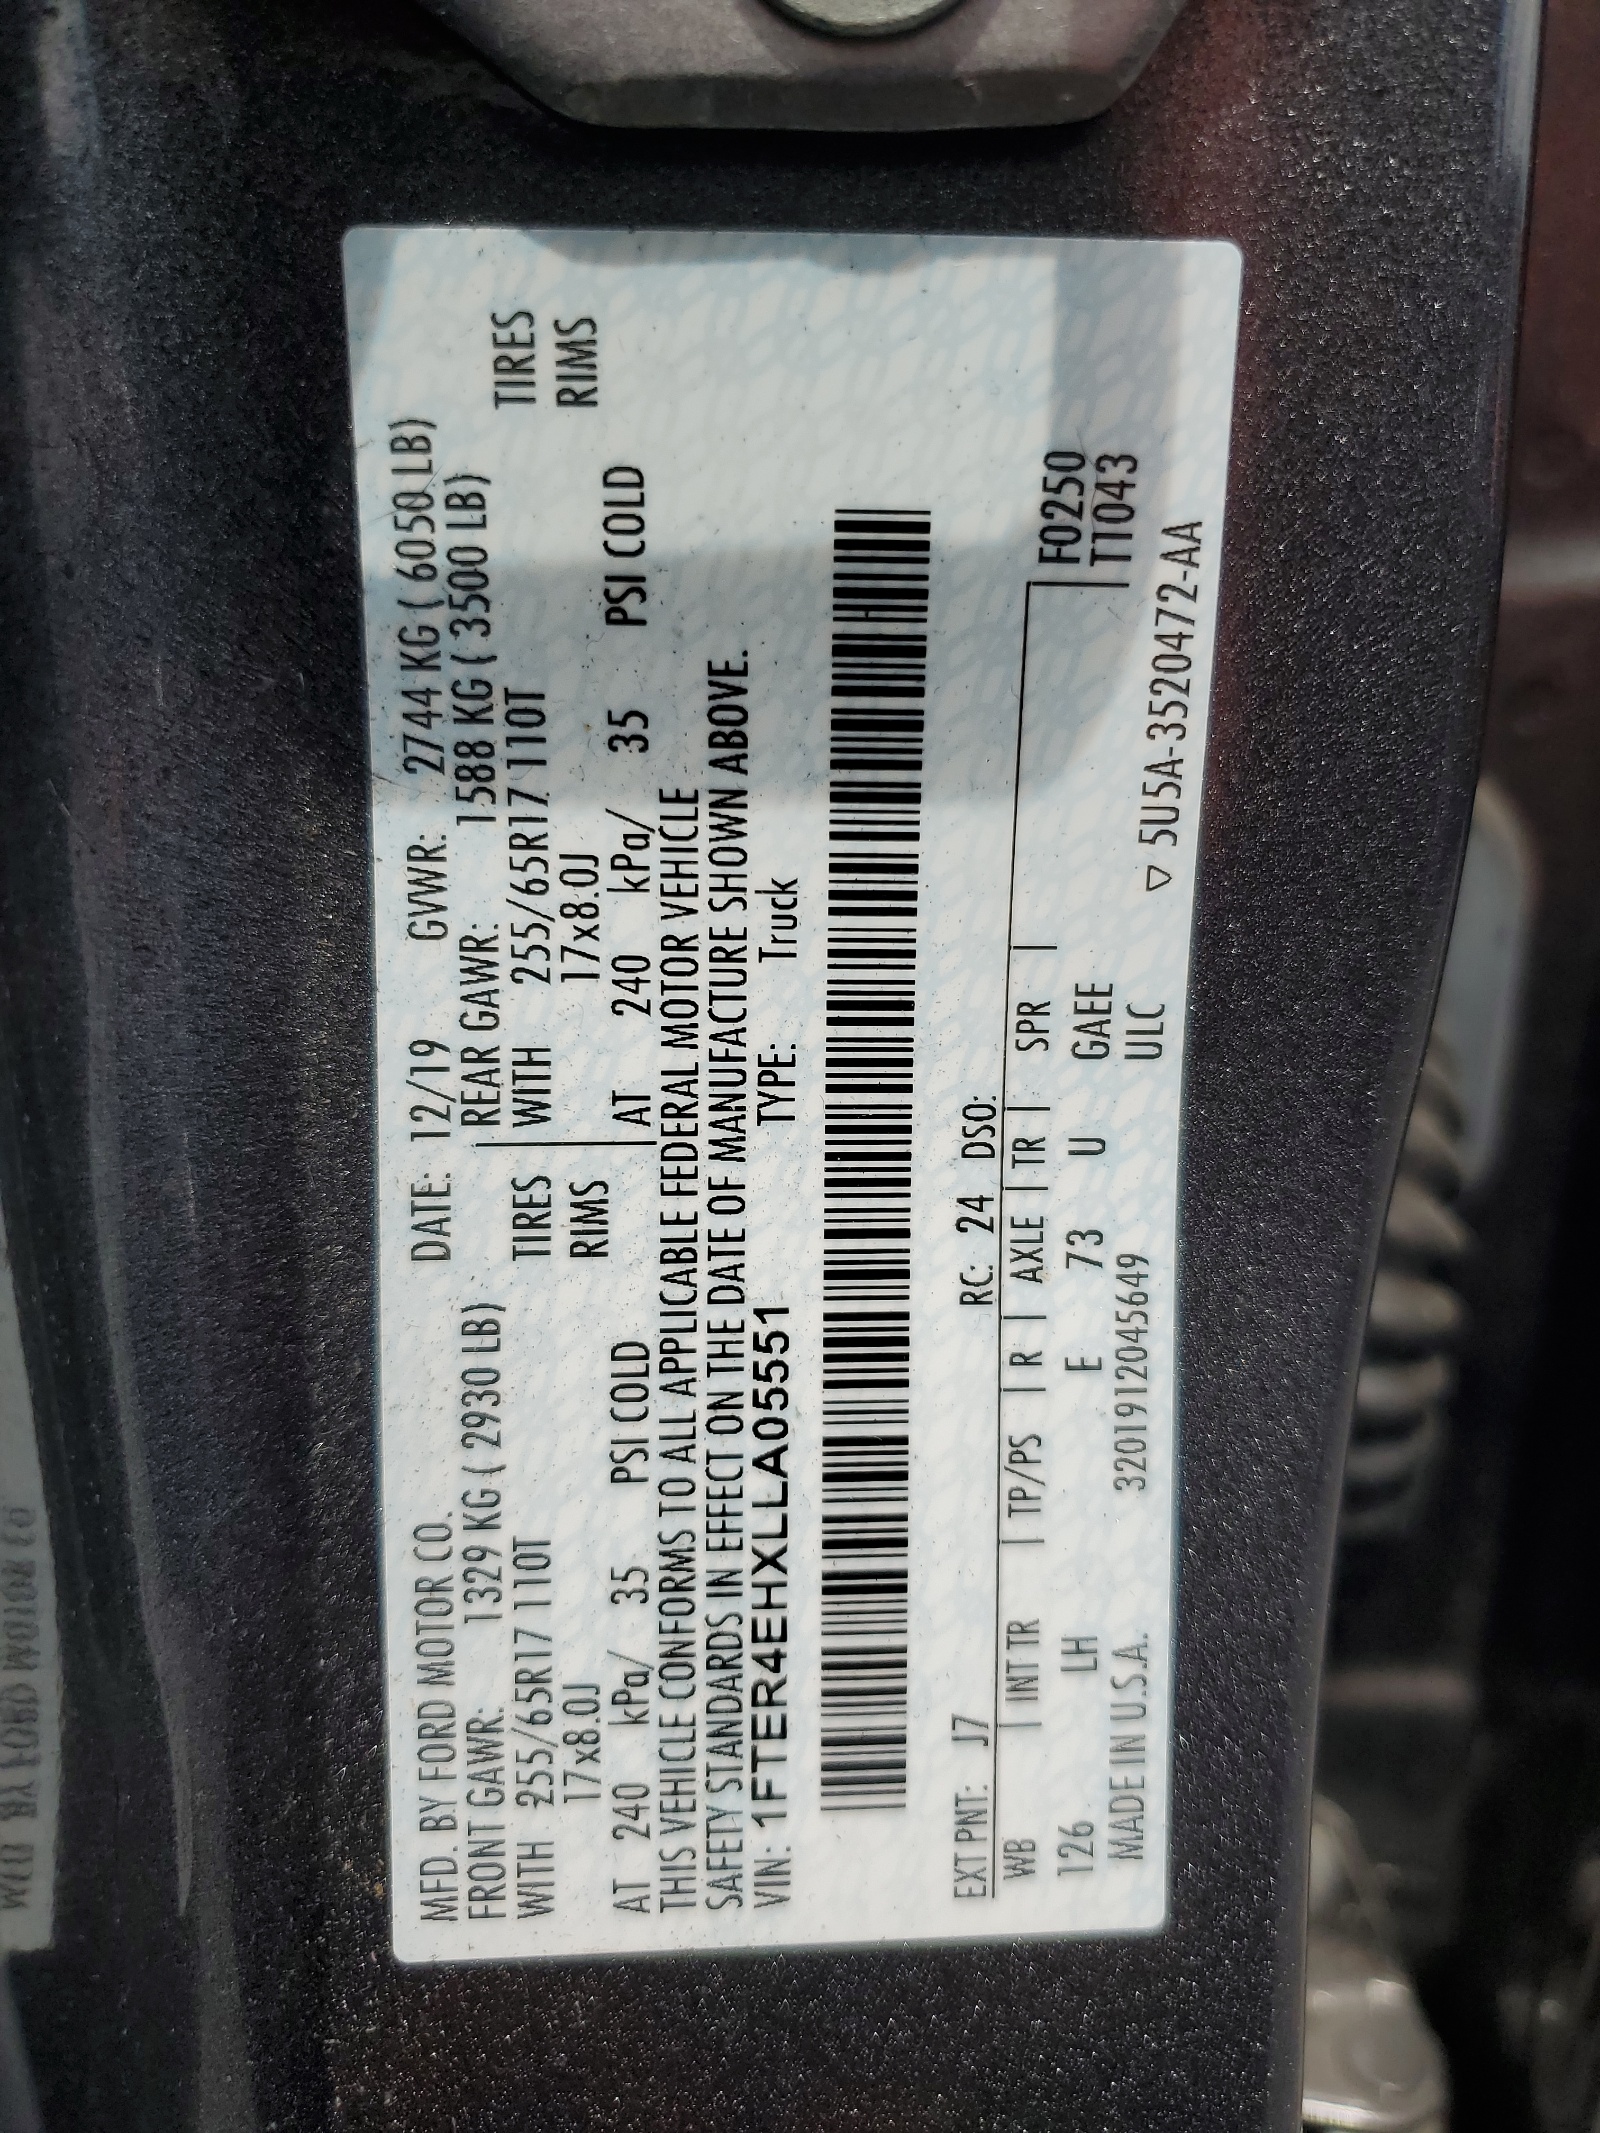 MFD. BY FORD MOTOR CO. DATE: 12/19 GVWR: 2744 KG ( 6050 LB)
FRONT GAWR: 1329 KG ( 2930 LB) REAR GAWR: 1588 KG ( 3500 LB)
WITH 255/65R17 110T TIRES WITH 255/65R17 110T TIRES
17x8.0J RIMS 17x8.0J RIMS
AT 240 kPa/ 35 PSI COLD AT 240 kPa/ 35 PSI COLD
THIS VEHICLE CONFORMS TO ALL APPLICABLE FEDERAL MOTOR VEHICLE
SAFETY STANDARDS IN EFFECT ON THE DATE OF MANUFACTURE SHOWN ABOVE.
VIN: 1FTER4EHXLLA05551 TYPE: Truck
EXT PNT: J7 RC: 24 DSO:
WB | INT TR | TP/PS | R | AXLE | TR | SPR | F0250
126 LH E 73 U GAEE T1043
MADE IN U.S.A. 3201912045649 ULC
▽ 5U5A-3520472-AA